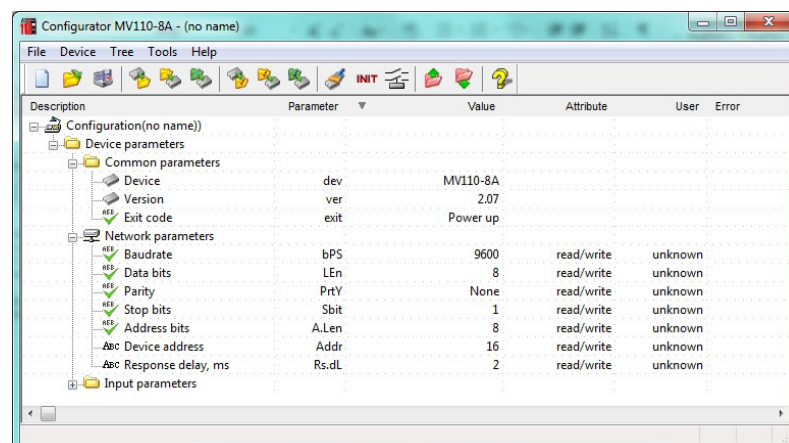 Configurator MV110-8A - (no name)
File Device Tree Tools Help
INIT
Description Parameter Value Attribute User Error
Configuration(no name))
Device parameters
Common parameters
Device dev MV110-8A
Version ver 2.07
Exit code exit Power up
Network parameters
Baudrate bPS 9600 read/write unknown
Data bits LEn 8 read/write unknown
Parity PrtY None read/write unknown
Stop bits Sbit 1 read/write unknown
Address bits A.Len 8 read/write unknown
ABC Device address Addr 16 read/write unknown
ABC Response delay, ms Rs.dL 2 read/write unknown
Input parameters